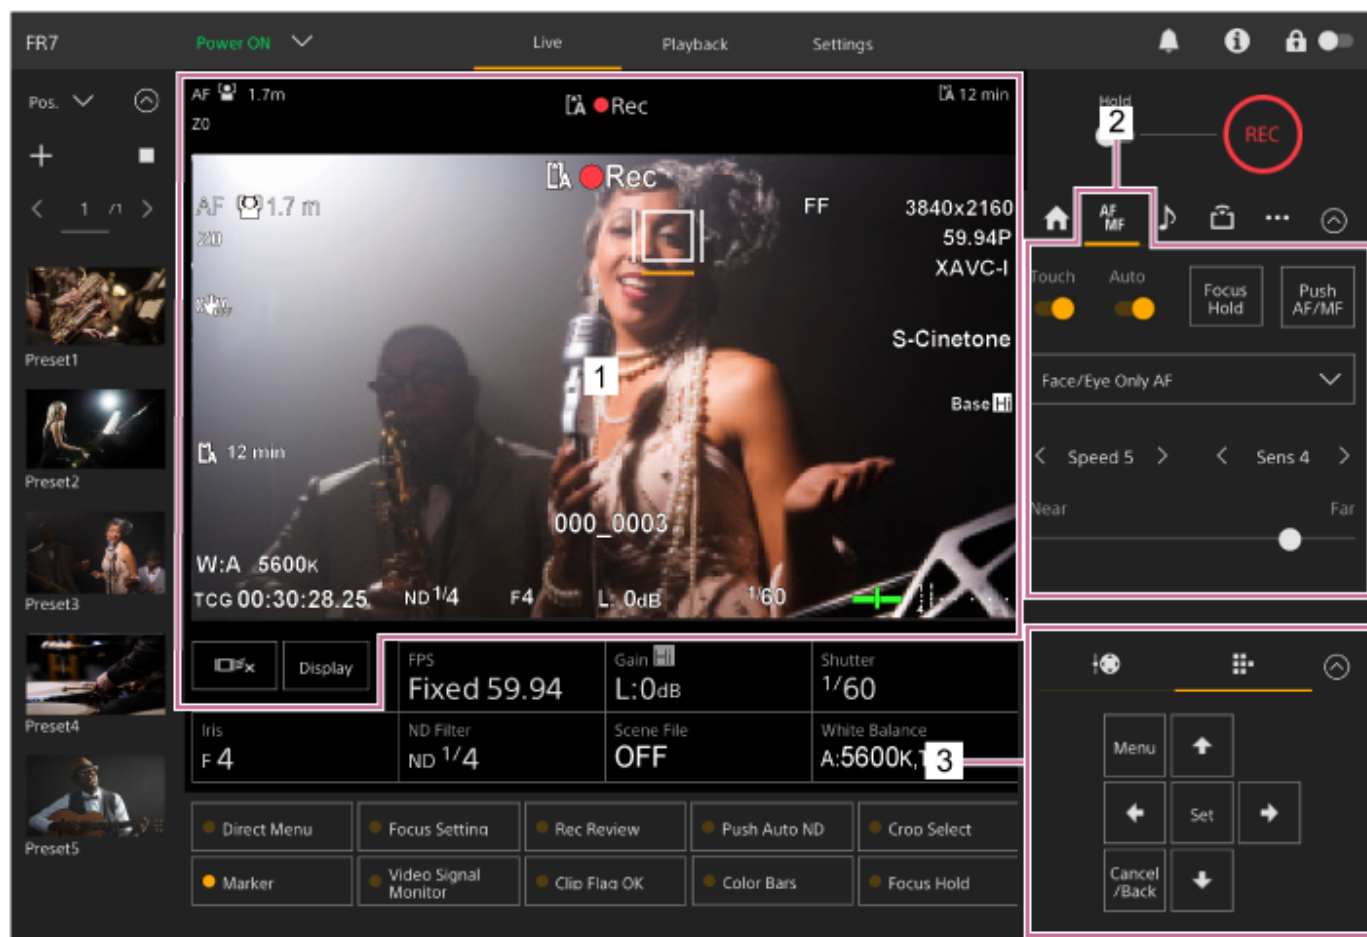 FR7
Power ON
Live
Playback
Settings
Pos.
1 /1
Preset1
Preset2
Preset3
Preset4
Preset5
AF 1.7m
Z0
A Rec
A 12 min
A Rec
AF 1.7 m
Z0
FF
3840x2160
59.94P
XAVC-I
S-Cinetone
Base Hi
1
A 12 min
000_0003
W:A 5600K
TCG 00:30:28.25
ND 1/4
F4
L: 0dB
1/60
Display
FPS
Fixed 59.94
Gain Hi
L:0dB
Shutter
1/60
Iris
F 4
ND Filter
ND 1/4
Scene File
OFF
White Balance
A:5600K,T
3
Direct Menu
Focus Setting
Rec Review
Push Auto ND
Crop Select
Marker
Video Signal
Monitor
Clip Flag OK
Color Bars
Focus Hold
Hold
2
REC
AF
MF
Touch
Auto
Focus
Hold
Push
AF/MF
Face/Eye Only AF
Speed 5
Sens 4
Near
Far
Menu
Set
Cancel
/Back